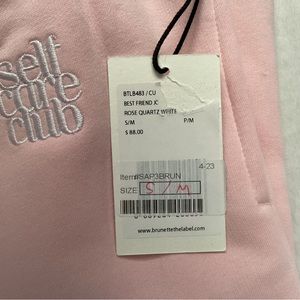 self
care
club
BTLB483 / CU
BEST FRIEND JC
ROSE QUARTZ WHITE
S/M P/M
$ 88.00
4-23
Item#SAP3BRUN
SIZE: S / M
www.brunettethelabel.com